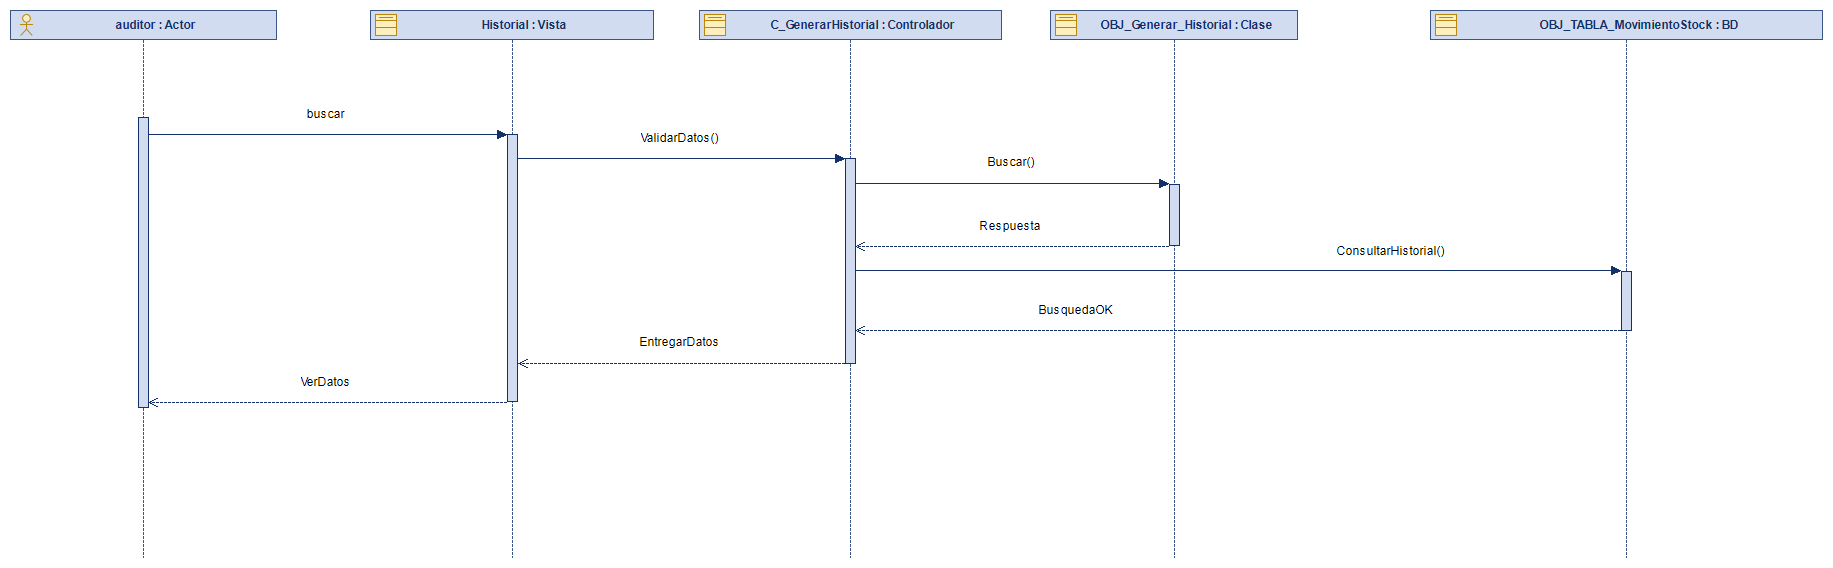 auditor : Actor
Historial : Vista
C_GenerarHistorial : Controlador
OBJ_Generar_Historial : Clase
OBJ_TABLA_MovimientoStock : BD
buscar
ValidarDatos()
Buscar()
Respuesta
ConsultarHistorial()
BusquedaOK
EntregarDatos
VerDatos